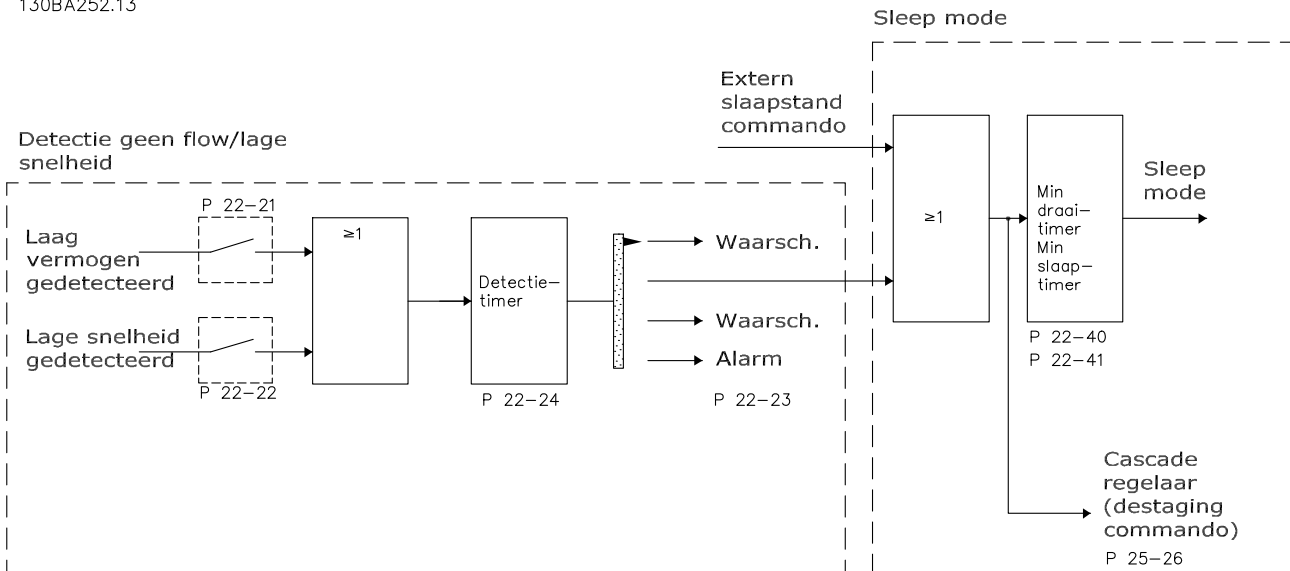 130BA252.13
Sleep mode
Extern
slaapstand
commando
Detectie geen flow/lage
snelheid
P 22-21
Laag
vermogen
gedetecteerd
Lage snelheid
gedetecteerd
P 22-22
≥1
Detectie-
timer
P 22-24
Waarsch.
Waarsch.
Alarm
P 22-23
≥1
Min
draai-
timer
Min
slaap-
timer
P 22-40
P 22-41
Sleep
mode
Cascade
regelaar
(destaging
commando)
P 25-26